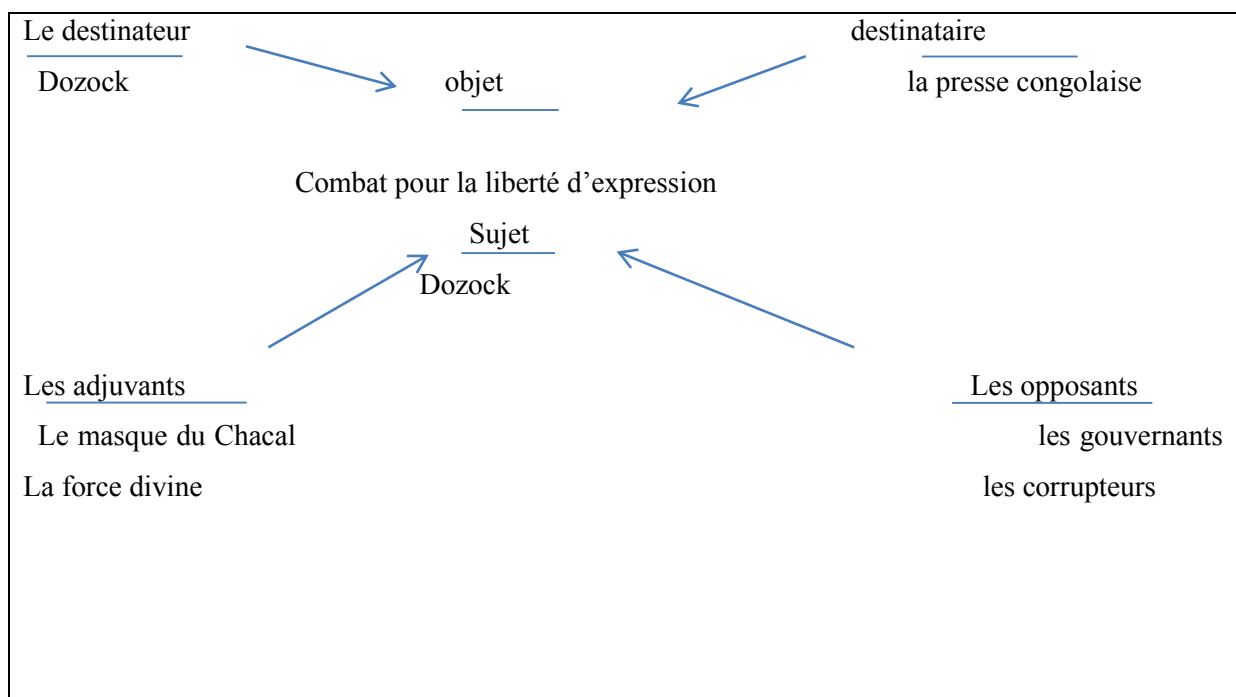 Le destinateur destinataire
Dozock objet la presse congolaise
Combat pour la liberté d’expression
Sujet
Dozock
Les adjuvants Les opposants
Le masque du Chacal les gouvernants
La force divine les corrupteurs